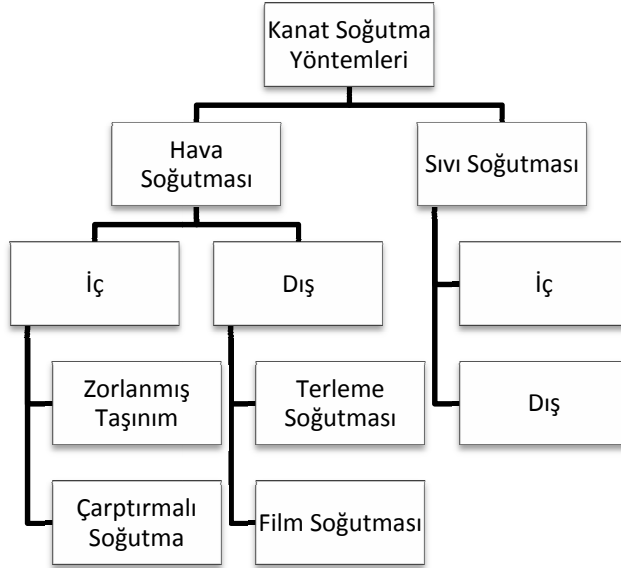 Kanat Soğutma
Yöntemleri
Hava
Soğutması
Sıvı Soğutması
İç
Dış
İç
Zorlanmış
Taşınım
Terleme
Soğutması
Dış
Çarptırmalı
Soğutma
Film Soğutması